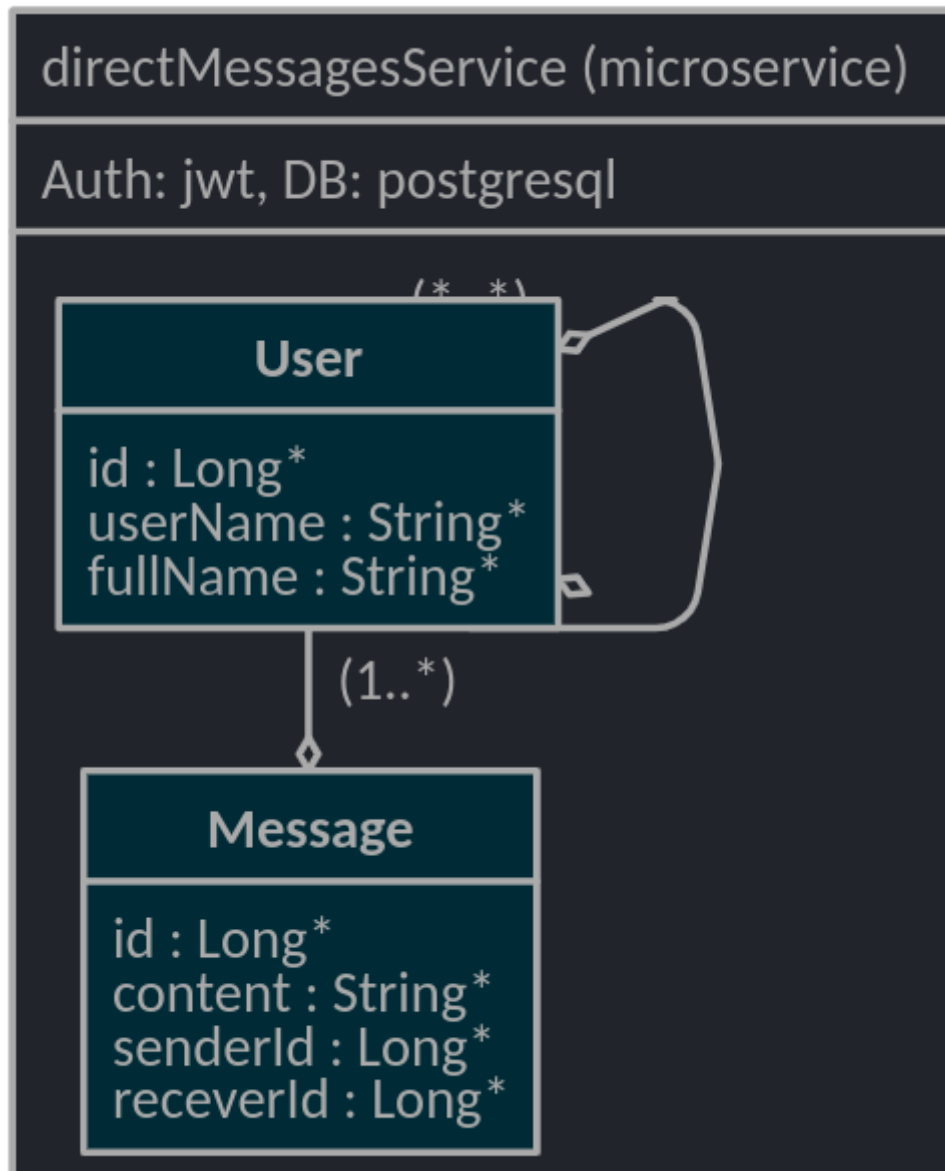 directMessagesService (microservice)
Auth: jwt, DB: postgresql
(*..*)
User
id : Long*
userName : String*
fullName : String*
(1..*)
Message
id : Long*
content : String*
senderId : Long*
receverId : Long*